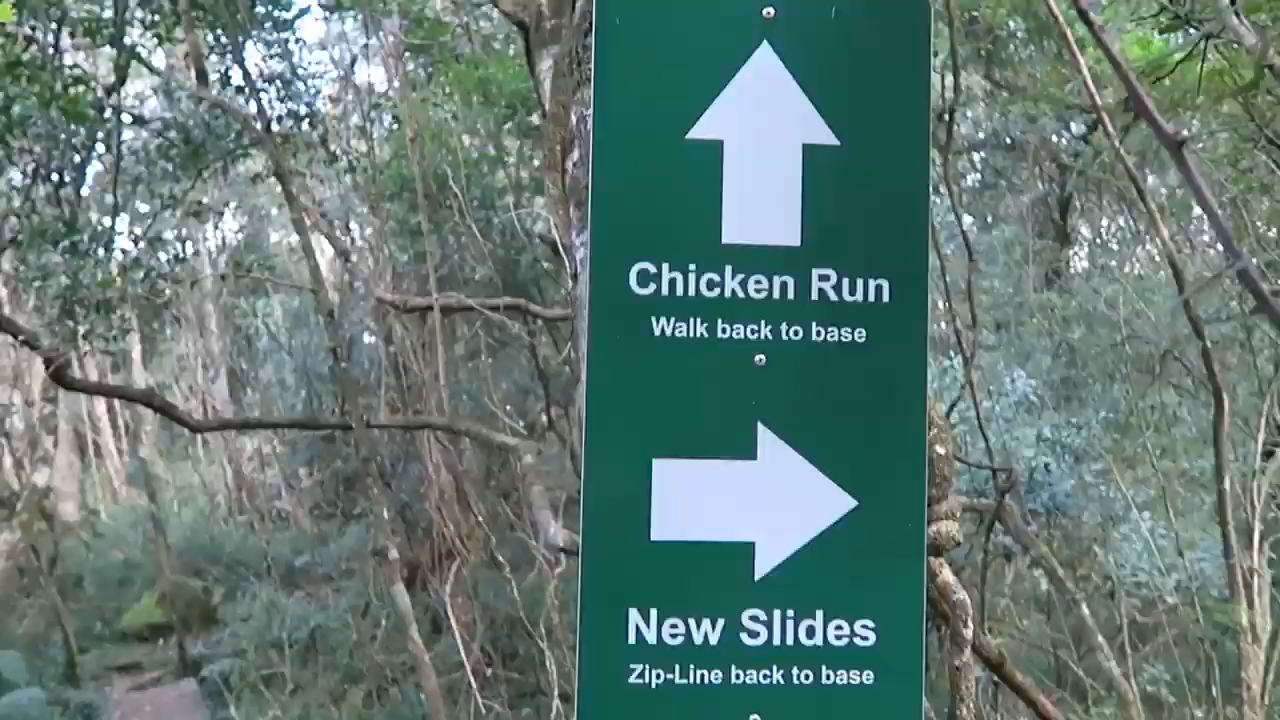 Chicken Run
Walk back to base
New Slides
Zip-Line back to base